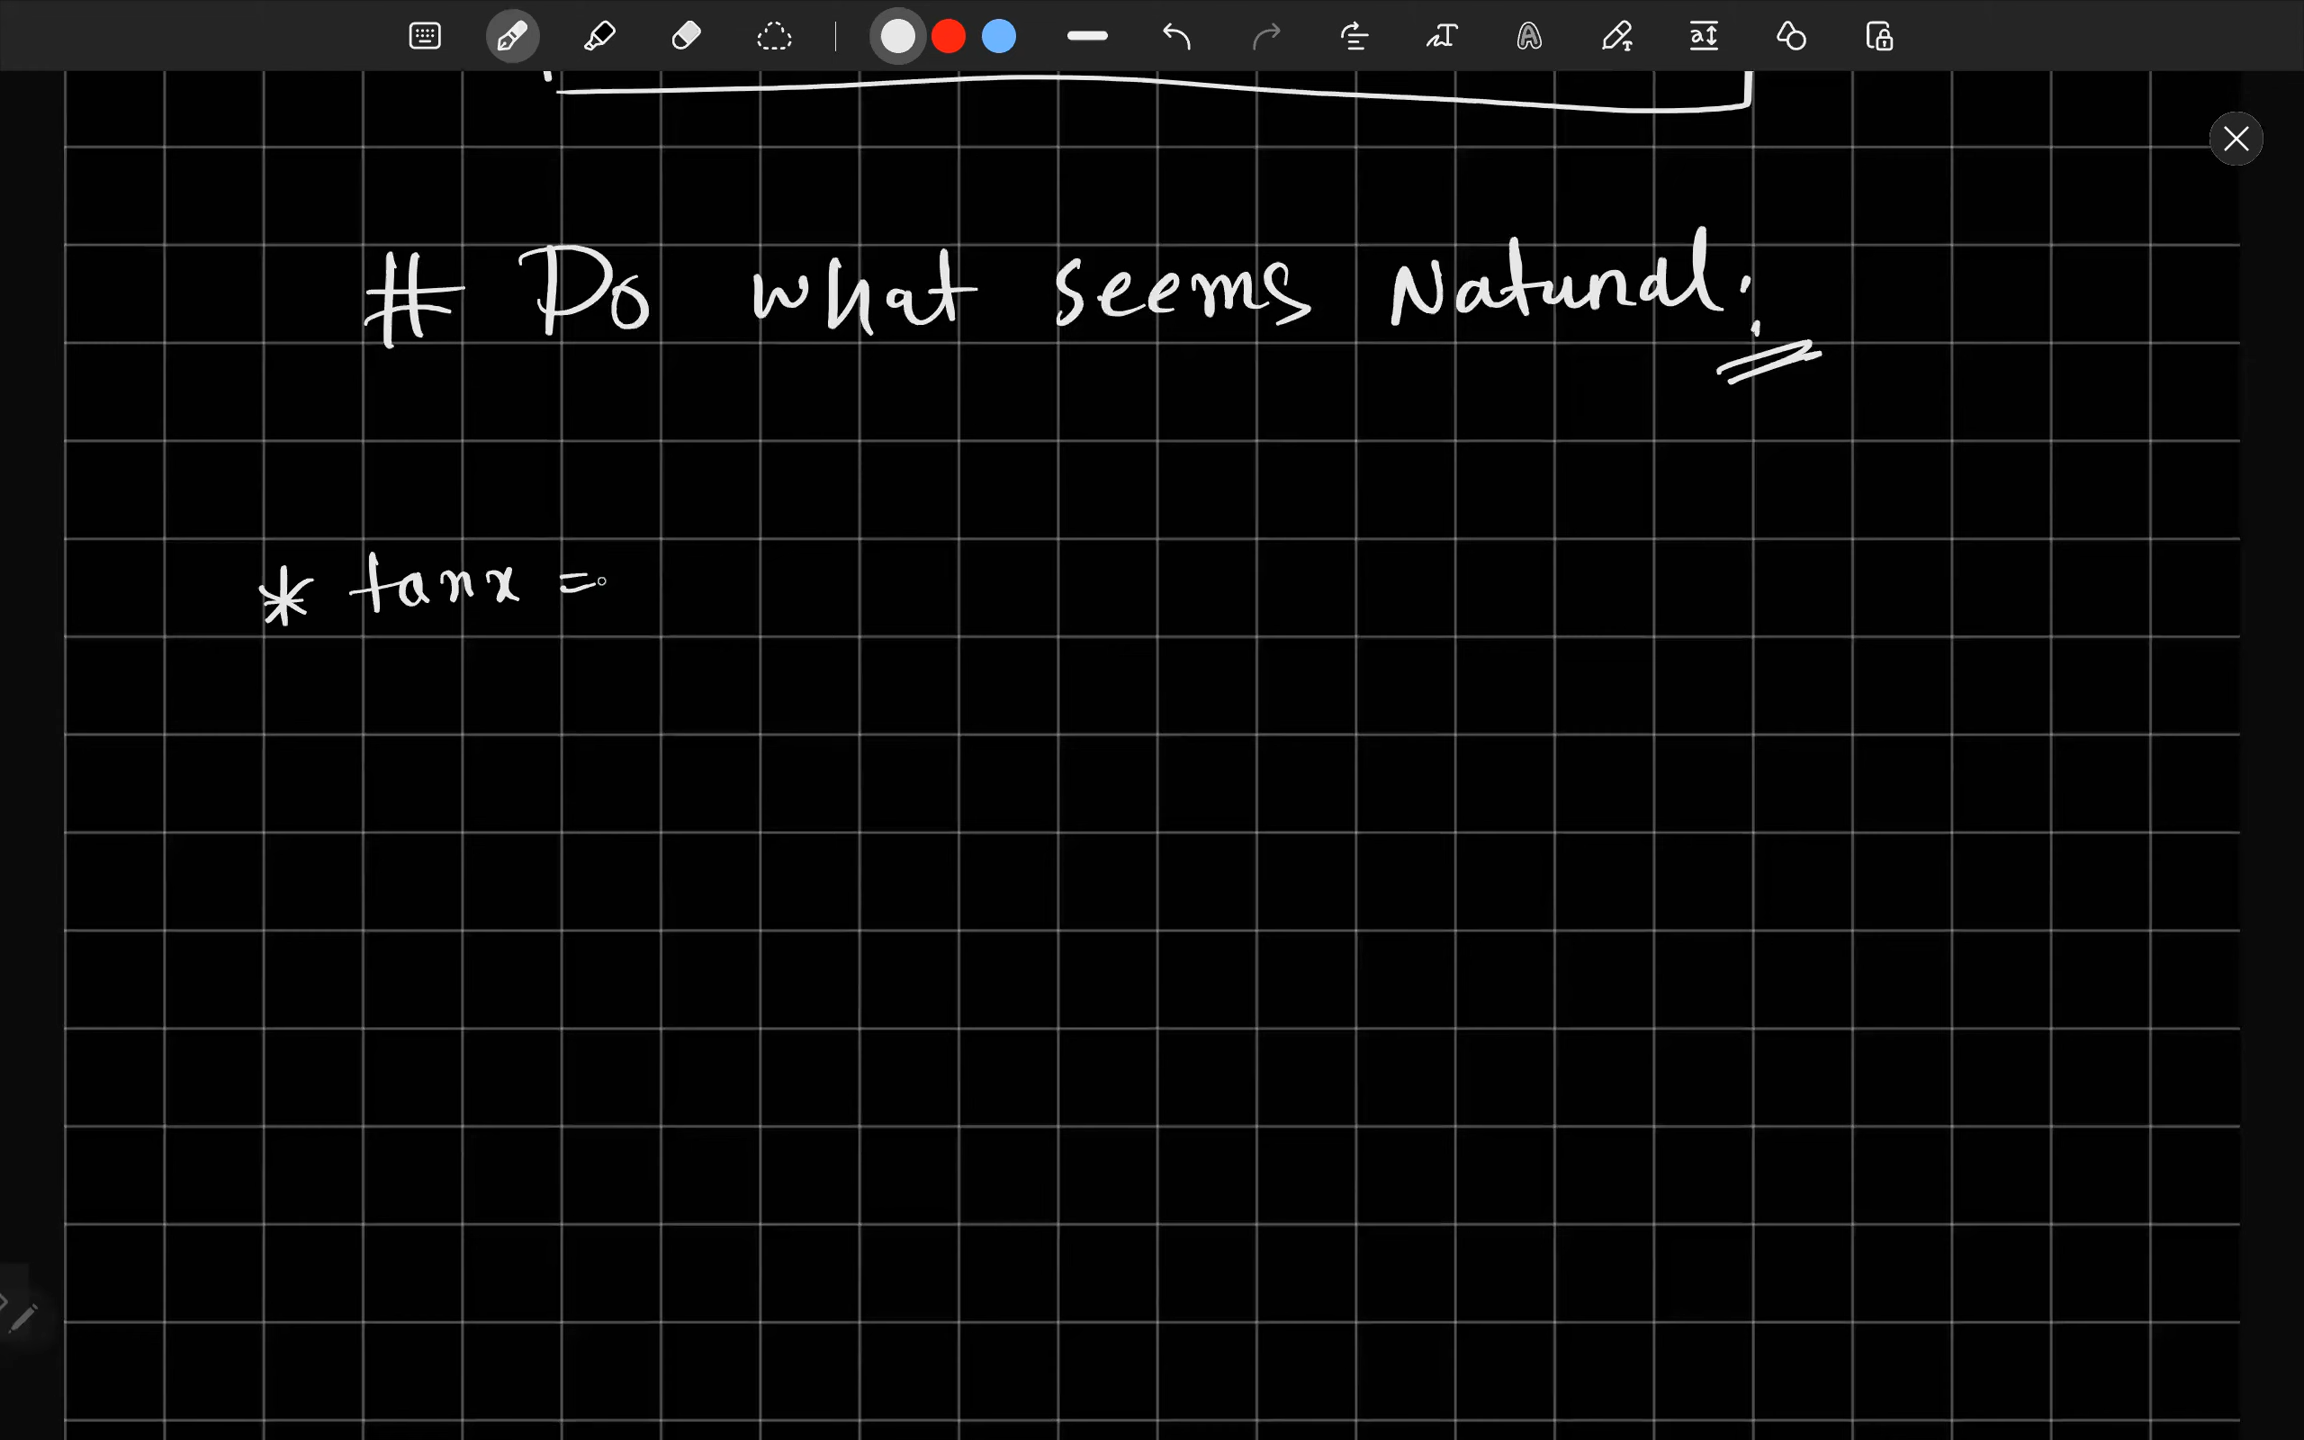 # Do what seems Natural:
* tanx =